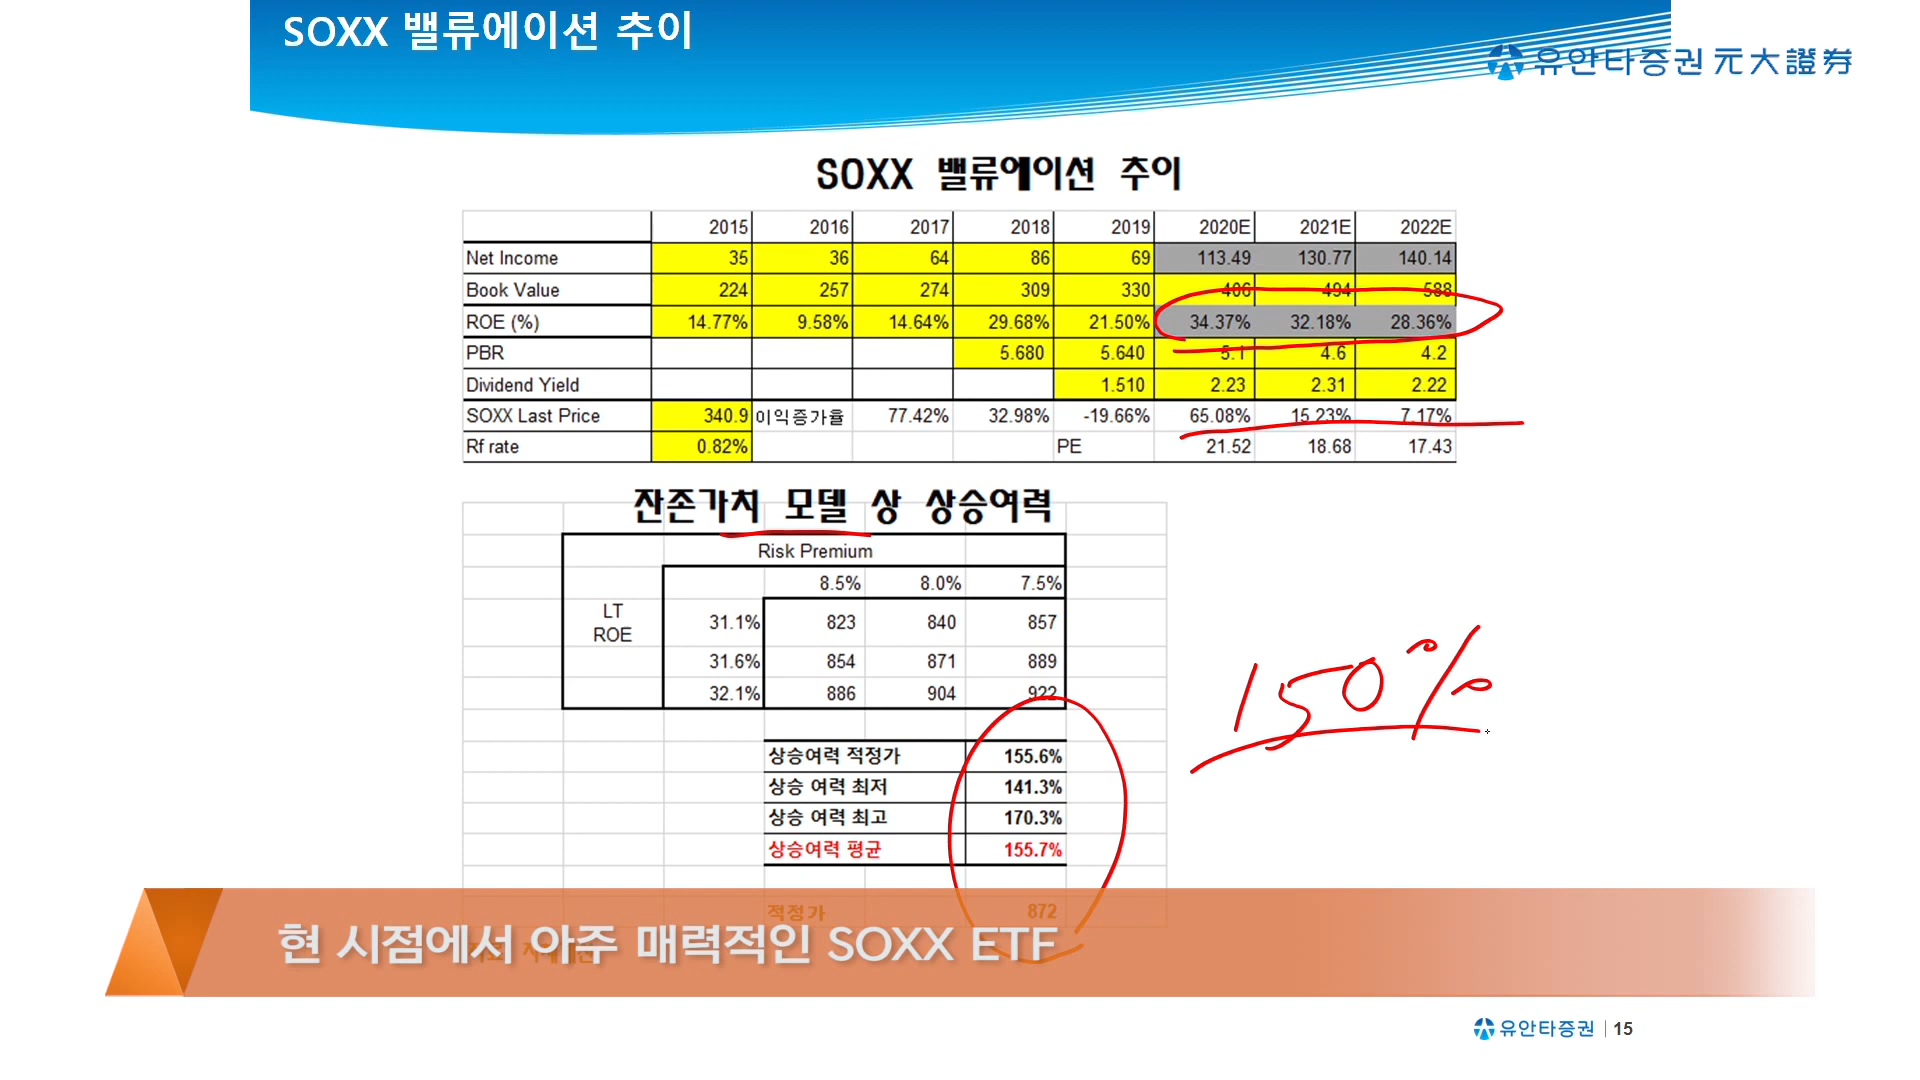 SOXX 밸류에이션 추이
유안타증권 元大證券
SOXX 밸류에이션 추이
2015 2016 2017 2018 2019 2020E 2021E 2022E
Net Income 35 36 64 86 69 113.49 130.77 140.14
Book Value 224 257 274 309 330 406 494 588
ROE (%) 14.77% 9.58% 14.64% 29.68% 21.50% 34.37% 32.18% 28.36%
PBR 5.680 5.640 5.1 4.6 4.2
Dividend Yield 1.510 2.23 2.31 2.22
SOXX Last Price 340.9 이익증가율 77.42% 32.98% -19.66% 65.08% 15.23% 7.17%
Rf rate 0.82% PE 21.52 18.68 17.43
잔존가치 모델 상 상승여력
Risk Premium
8.5% 8.0% 7.5%
LT ROE
31.1% 823 840 857
31.6% 854 871 889
32.1% 886 904 922
150%
상승여력 적정가 155.6%
상승 여력 최저 141.3%
상승 여력 최고 170.3%
상승여력 평균 155.7%
적정가 872
현 시점에서 아주 매력적인 SOXX ETF
유안타증권 15